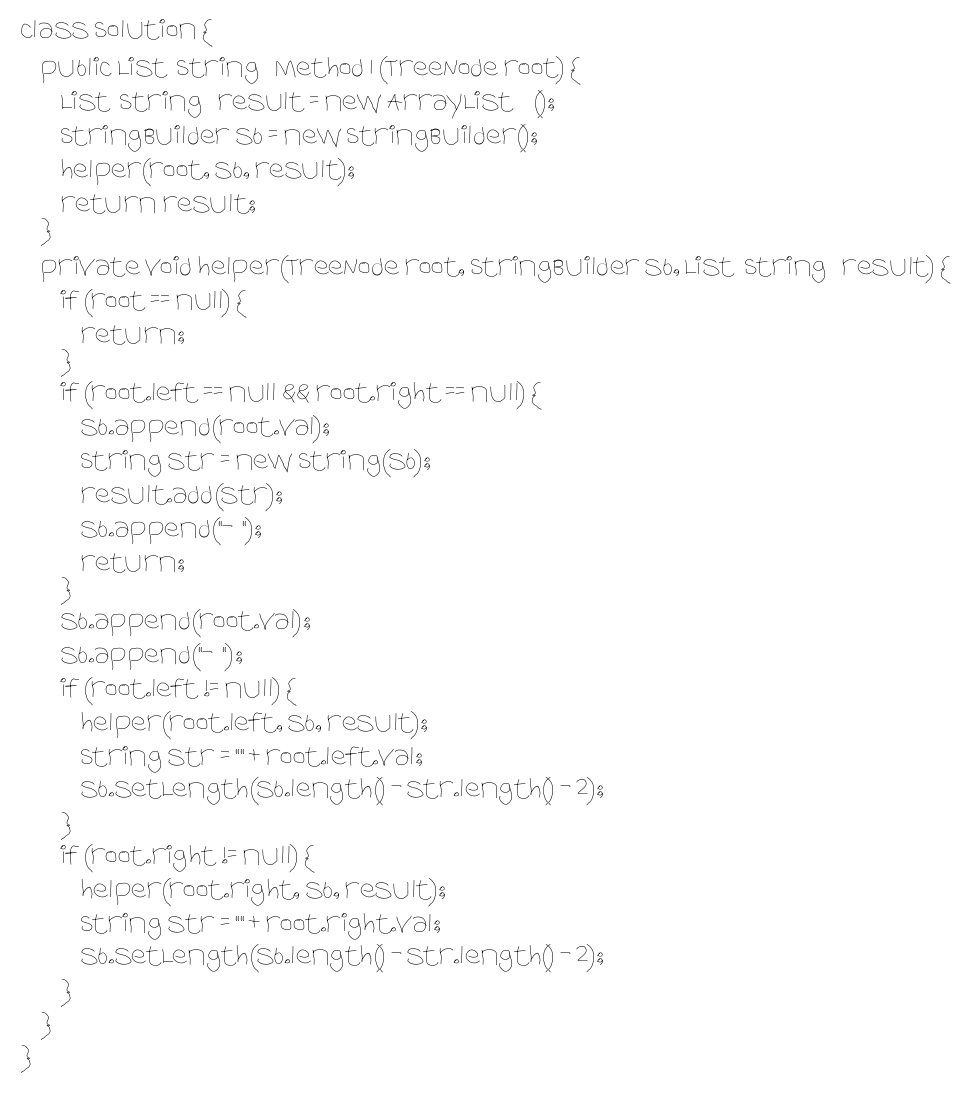 class Solution {
public List String Method1(TreeNode root) {
List String result = new ArrayList ();
StringBuilder sb = new StringBuilder();
helper(root, sb, result);
return result;
}
private void helper(TreeNode root, StringBuilder sb, List String result) {
if (root == null) {
return;
}
if (root.left == null && root.right == null) {
sb.append(root.val);
String str = new String(sb);
result.add(str);
sb.append("- ");
return;
}
sb.append(root.val);
sb.append("- ");
if (root.left != null) {
helper(root.left, sb, result);
String str = "" + root.left.val;
sb.setLength(sb.length() - str.length() - 2);
}
if (root.right != null) {
helper(root.right, sb, result);
String str = "" + root.right.val;
sb.setLength(sb.length() - str.length() - 2);
}
}
}